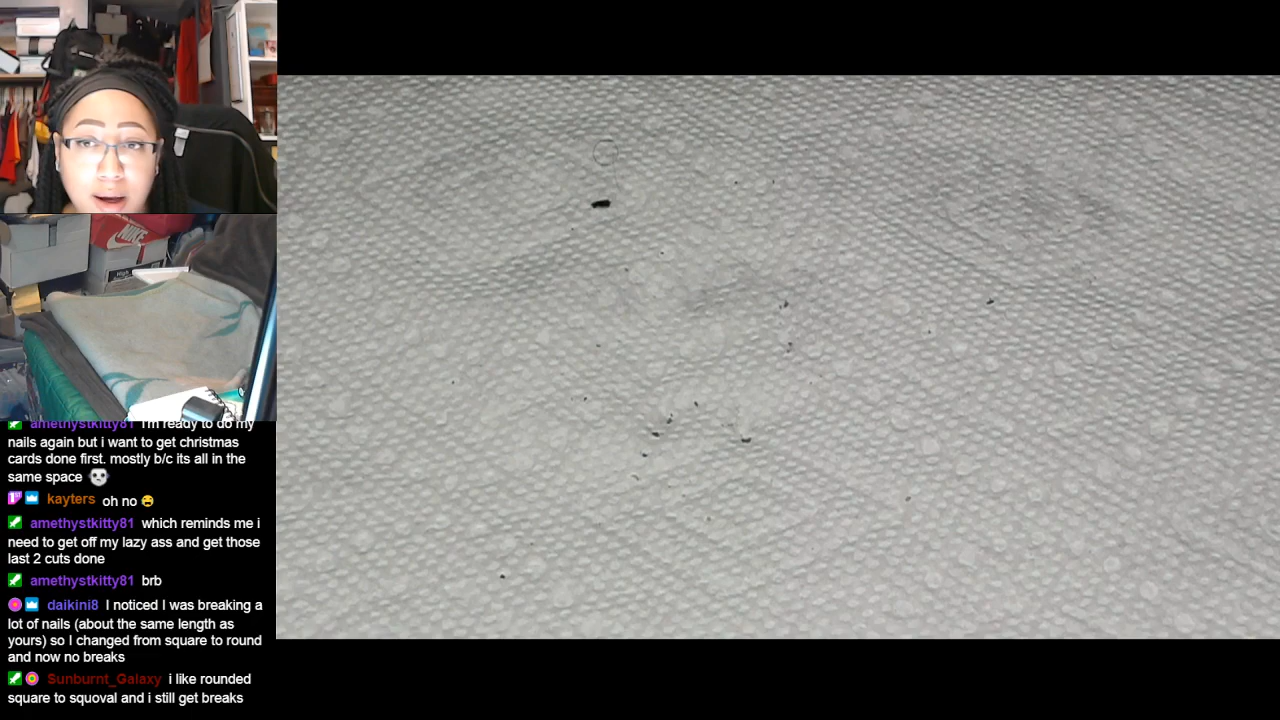 NIKE
High
amethystkitty81 I'm ready to do my
nails again but i want to get christmas
cards done first. mostly b/c its all in the
same space
kayters oh no
amethystkitty81 which reminds me i
need to get off my lazy ass and get those
last 2 cuts done
amethystkitty81 brb
daikini8 I noticed I was breaking a
lot of nails (about the same length as
yours) so I changed from square to round
and now no breaks
Sunburnt_Galaxy i like rounded
square to squoval and i still get breaks